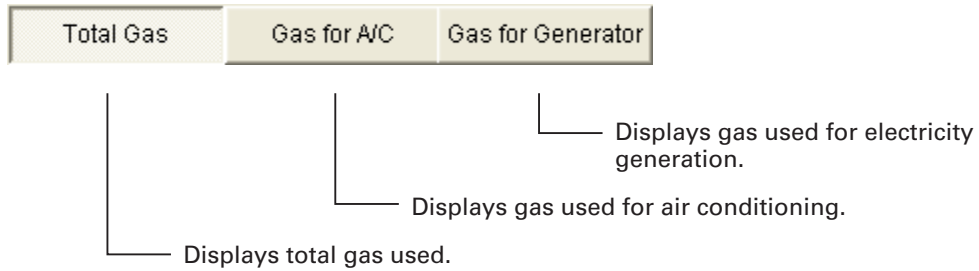 Total Gas
Gas for A/C
Gas for Generator
Displays gas used for electricity
generation.
Displays gas used for air conditioning.
Displays total gas used.